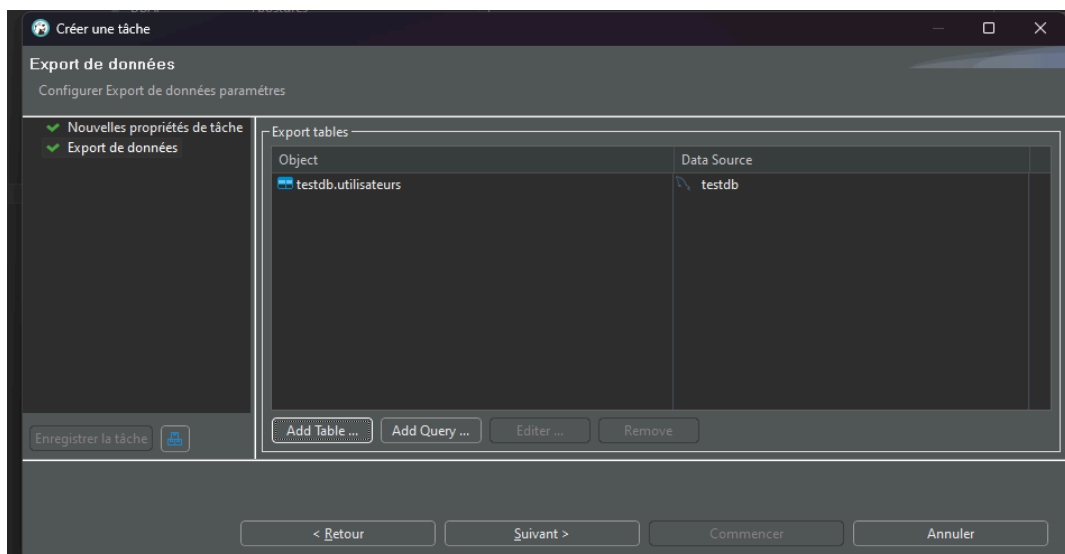 Créer une tâche
Export de données
Configurer Export de données paramétres
Nouvelles propriétés de tâche
Export de données
Export tables
Object Data Source
testdb.utilisateurs testdb
Add Table ... Add Query ... Editer ... Remove
Enregistrer la tâche
< Retour Suivant > Commencer Annuler